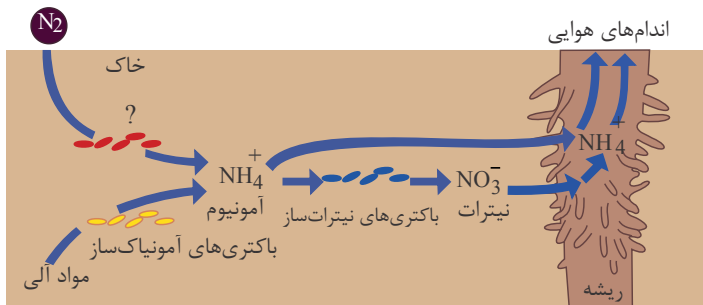 N2
اندام‌های هوایی
خاک
?
NH4+
NH4+
آمونیوم
NO3−
نیترات
باکتری‌های نیترات‌ساز
باکتری‌های آمونیاک‌ساز
مواد آلی
ریشه